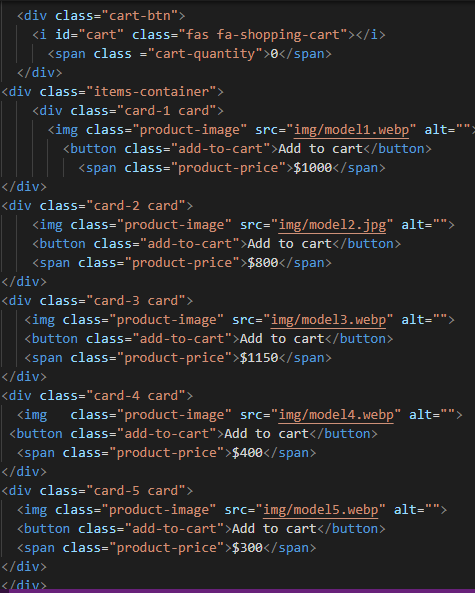 <div class="cart-btn">
<i id="cart" class="fas fa-shopping-cart"></i>
<span class ="cart-quantity">0</span>
</div>
<div class="items-container">
<div class="card-1 card">
<img class="product-image" src="img/model1.webp" alt="">
<button class="add-to-cart">Add to cart</button>
<span class="product-price">$1000</span>
</div>
<div class="card-2 card">
<img class="product-image" src="img/model2.jpg" alt="">
<button class="add-to-cart">Add to cart</button>
<span class="product-price">$800</span>
</div>
<div class="card-3 card">
<img class="product-image" src="img/model3.webp" alt="">
<button class="add-to-cart">Add to cart</button>
<span class="product-price">$1150</span>
</div>
<div class="card-4 card">
<img   class="product-image" src="img/model4.webp" alt="">
<button class="add-to-cart">Add to cart</button>
<span class="product-price">$400</span>
</div>
<div class="card-5 card">
<img class="product-image" src="img/model5.webp" alt="">
<button class="add-to-cart">Add to cart</button>
<span class="product-price">$300</span>
</div>
</div>